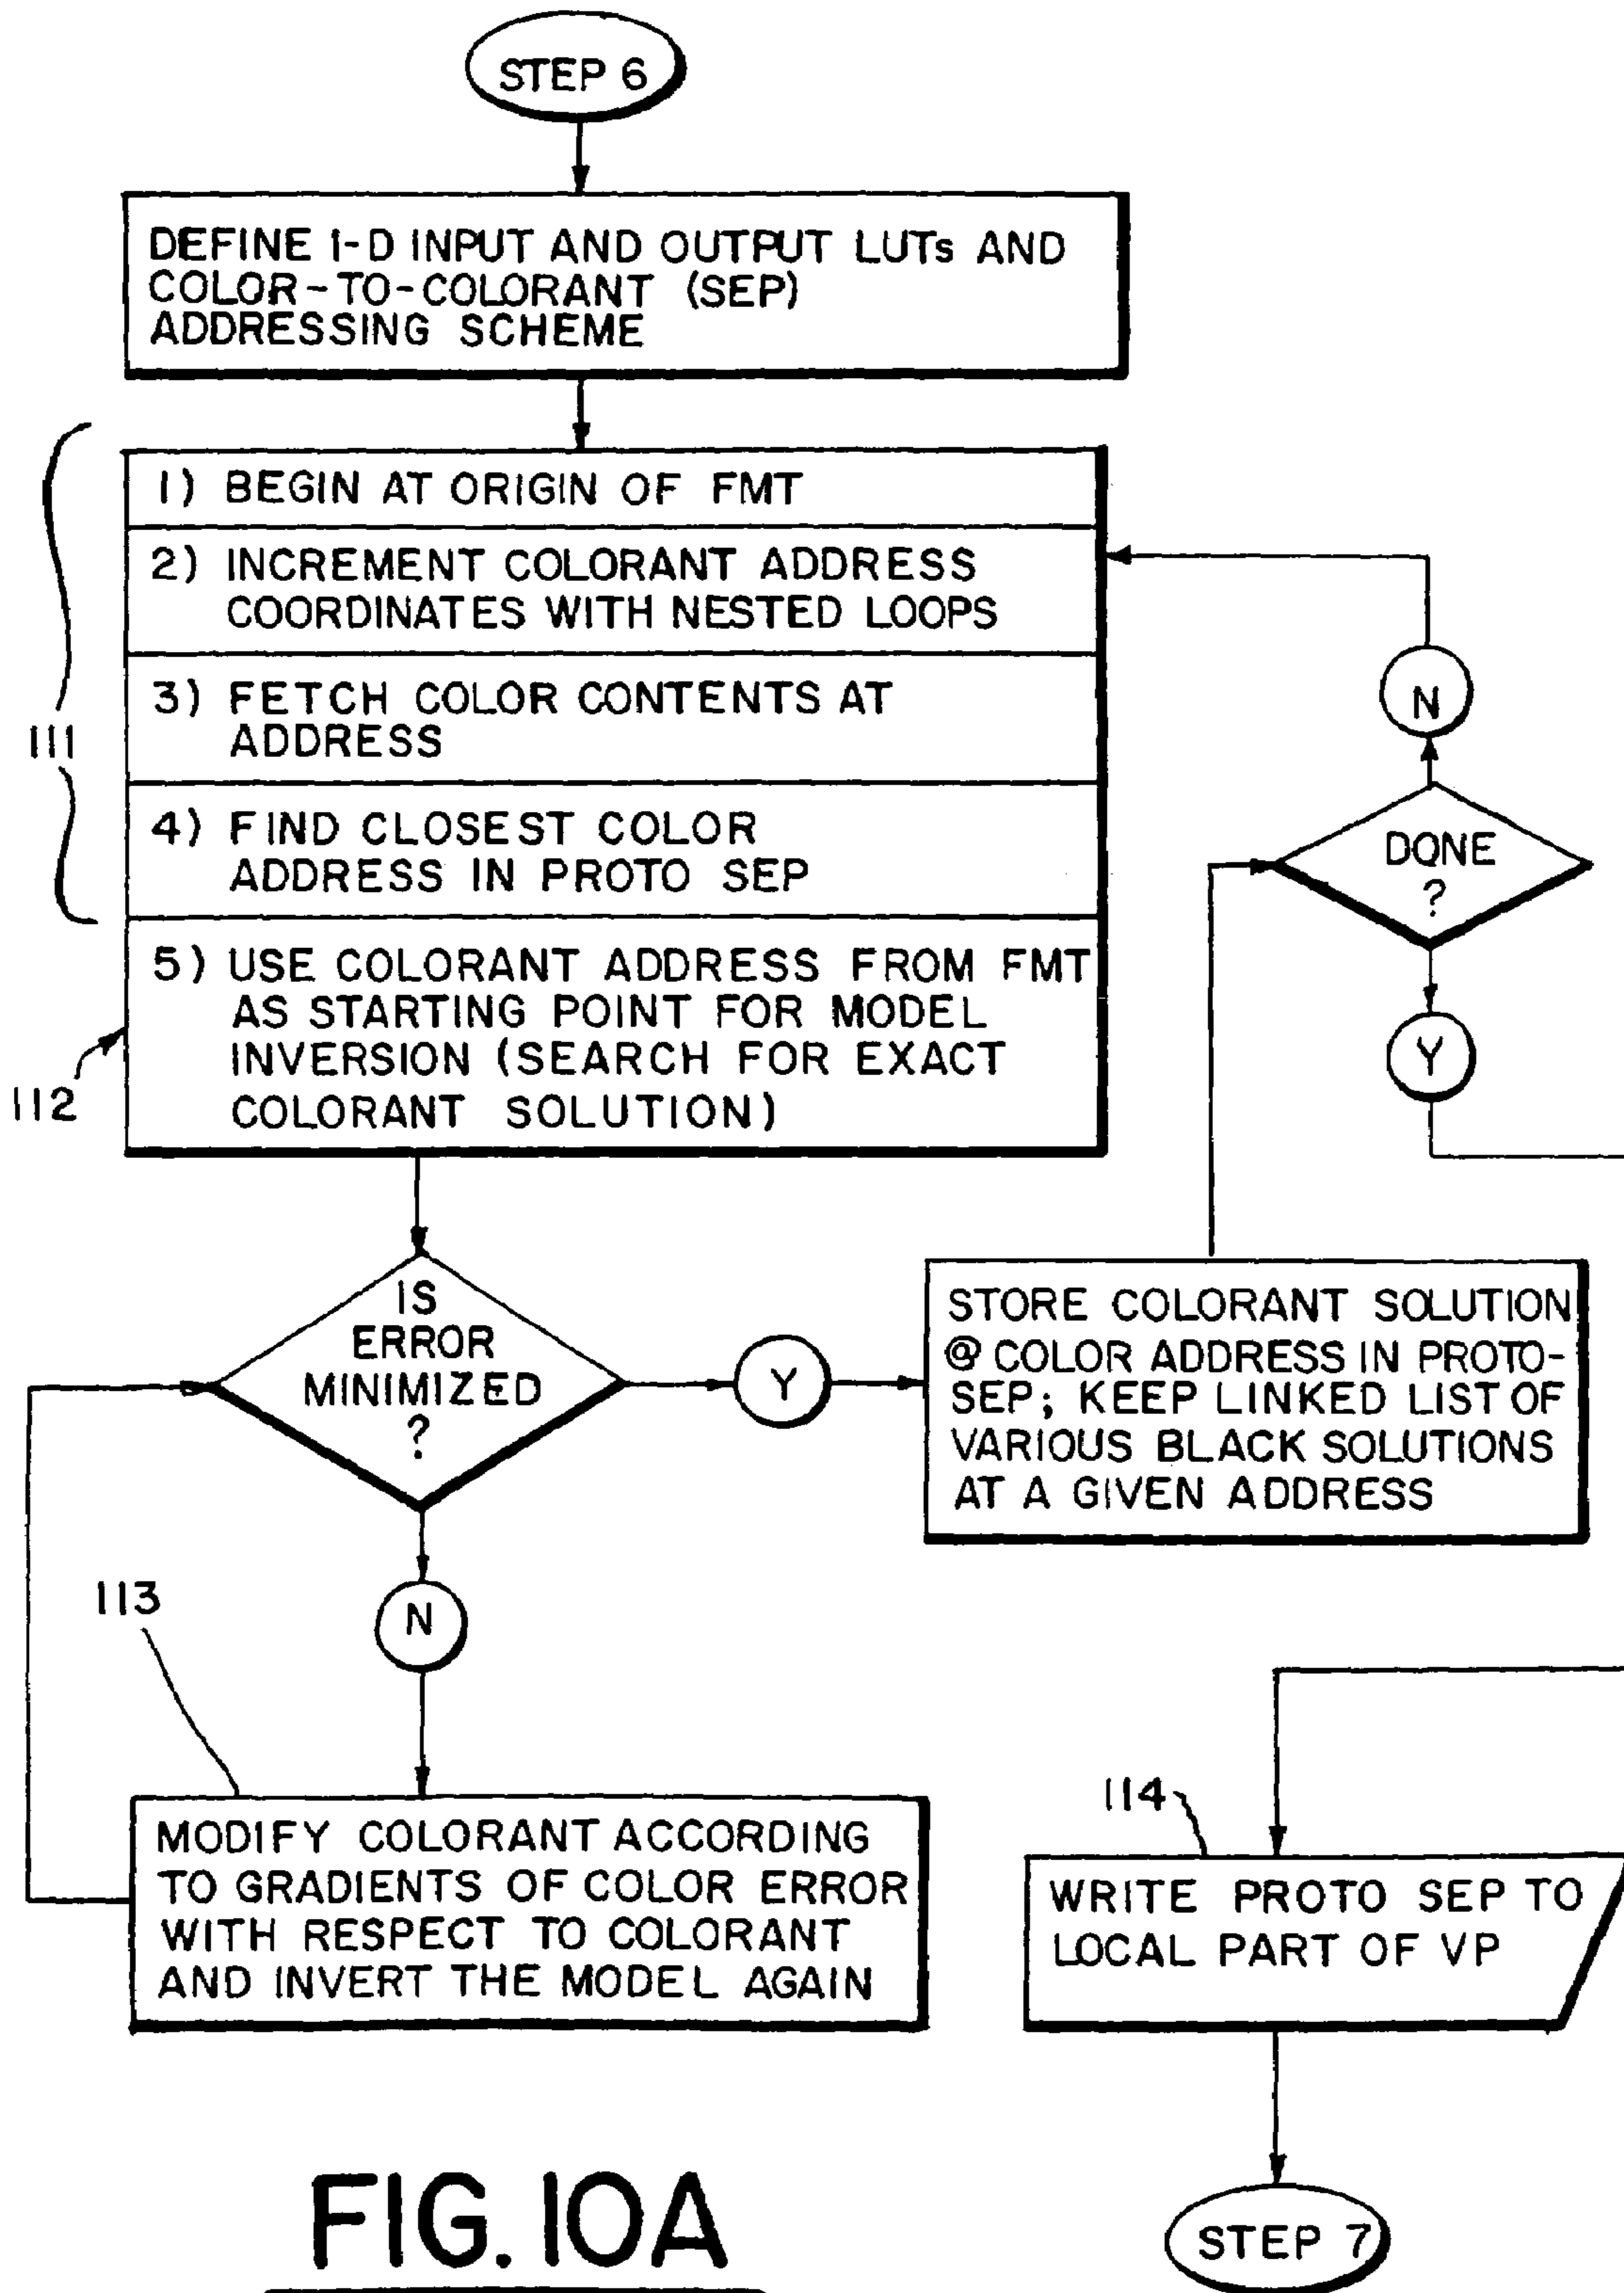 STEP 6
DEFINE 1-D INPUT AND OUTPUT LUTs AND
COLOR-TO-COLORANT (SEP)
ADDRESSING SCHEME
1) BEGIN AT ORIGIN OF FMT
2) INCREMENT COLORANT ADDRESS
COORDINATES WITH NESTED LOOPS
3) FETCH COLOR CONTENTS AT
ADDRESS
4) FIND CLOSEST COLOR
ADDRESS IN PROTO SEP
5) USE COLORANT ADDRESS FROM FMT
AS STARTING POINT FOR MODEL
INVERSION (SEARCH FOR EXACT
COLORANT SOLUTION)
111
112
N
DONE
?
Y
IS
ERROR
MINIMIZED
?
Y
STORE COLORANT SOLUTION
@ COLOR ADDRESS IN PROTO-
SEP; KEEP LINKED LIST OF
VARIOUS BLACK SOLUTIONS
AT A GIVEN ADDRESS
N
113
MODIFY COLORANT ACCORDING
TO GRADIENTS OF COLOR ERROR
WITH RESPECT TO COLORANT
AND INVERT THE MODEL AGAIN
114
WRITE PROTO SEP TO
LOCAL PART OF VP
STEP 7
FIG. 10A